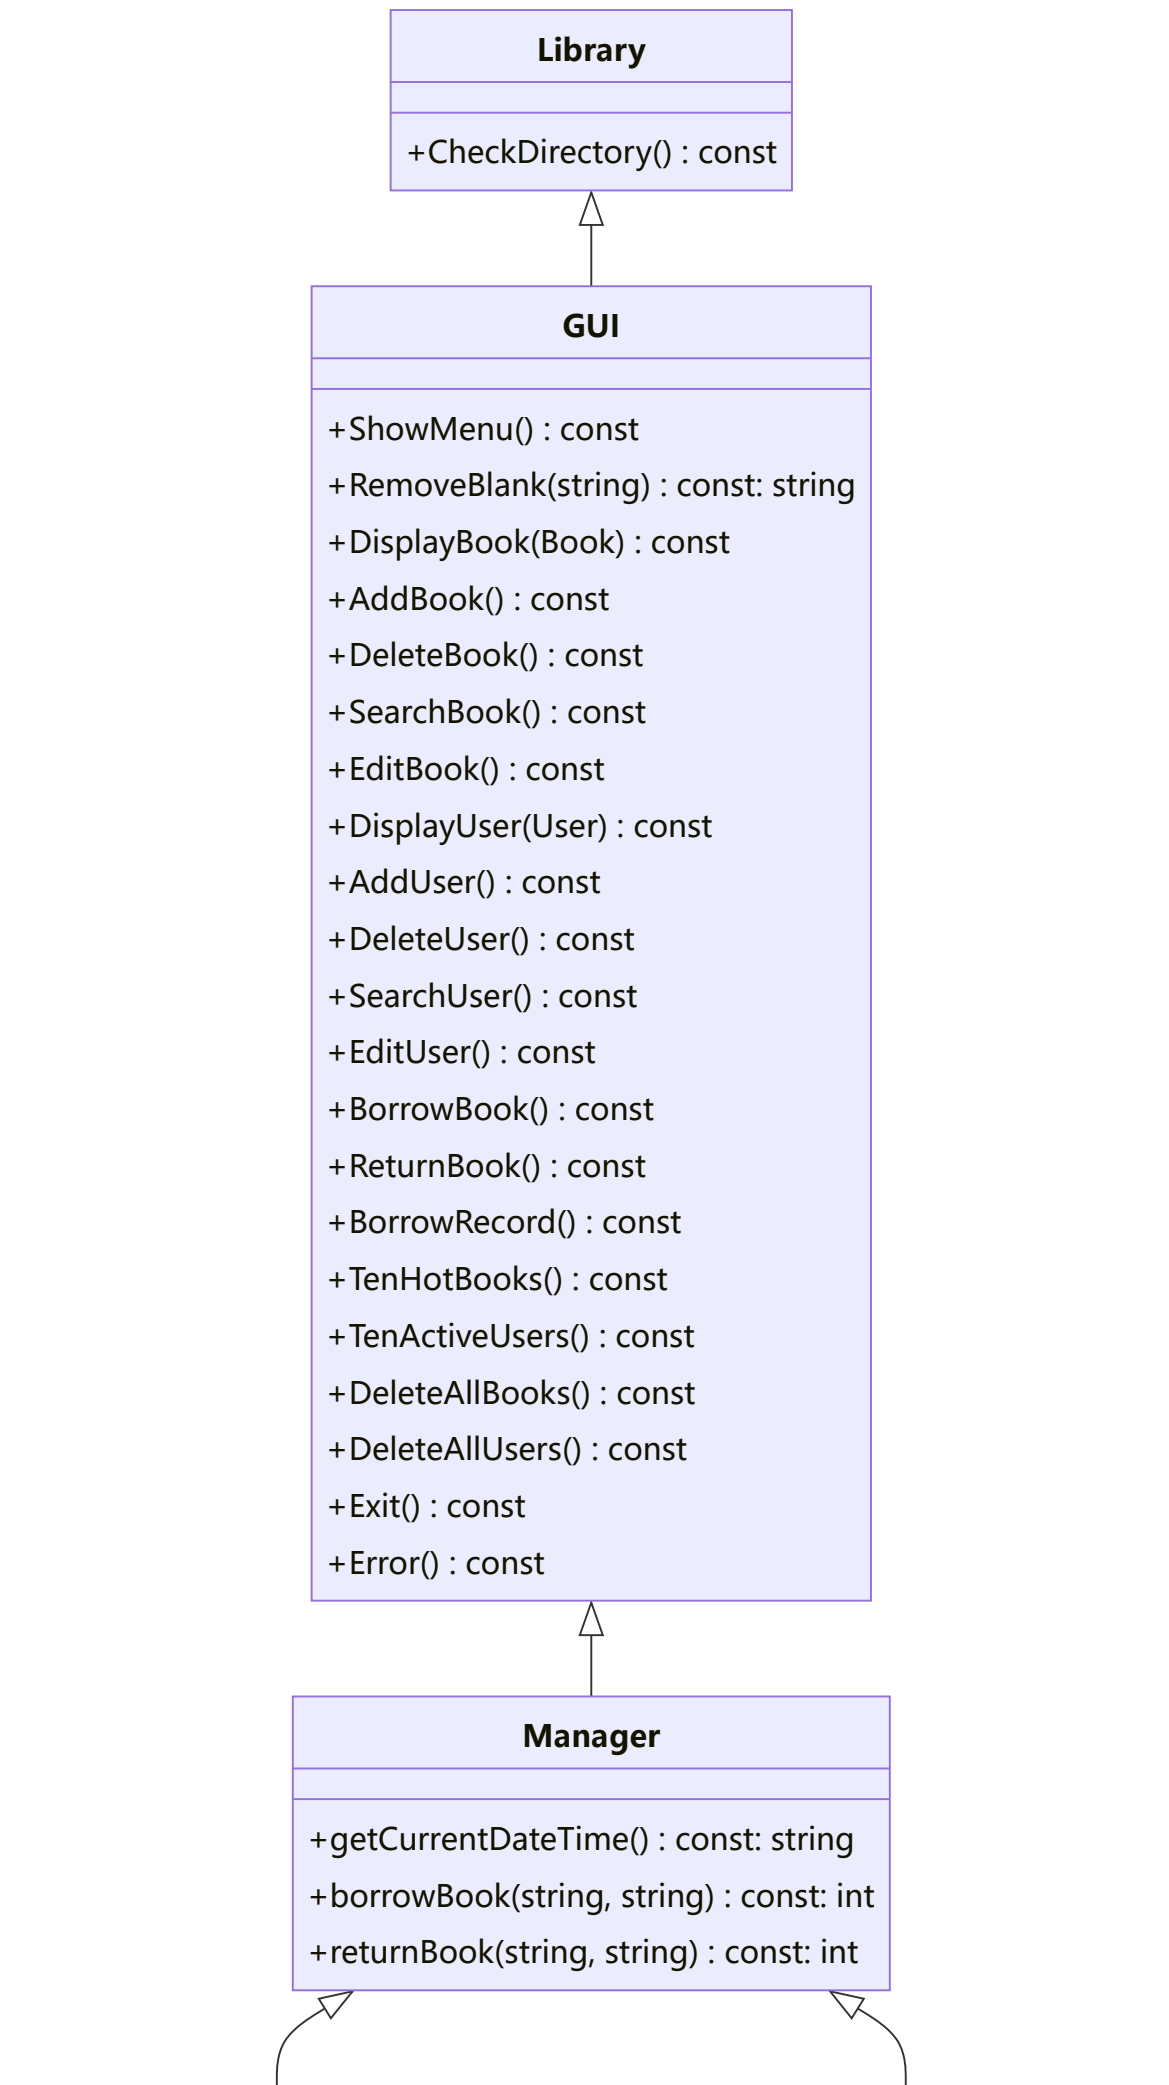 Library
+CheckDirectory() : const
GUI
+ShowMenu() : const
+RemoveBlank(string) : const: string
+DisplayBook(Book) : const
+AddBook() : const
+DeleteBook() : const
+SearchBook() : const
+EditBook() : const
+DisplayUser(User) : const
+AddUser() : const
+DeleteUser() : const
+SearchUser() : const
+EditUser() : const
+BorrowBook() : const
+ReturnBook() : const
+BorrowRecord() : const
+TenHotBooks() : const
+TenActiveUsers() : const
+DeleteAllBooks() : const
+DeleteAllUsers() : const
+Exit() : const
+Error() : const
Manager
+getCurrentDateTime() : const: string
+borrowBook(string, string) : const: int
+returnBook(string, string) : const: int